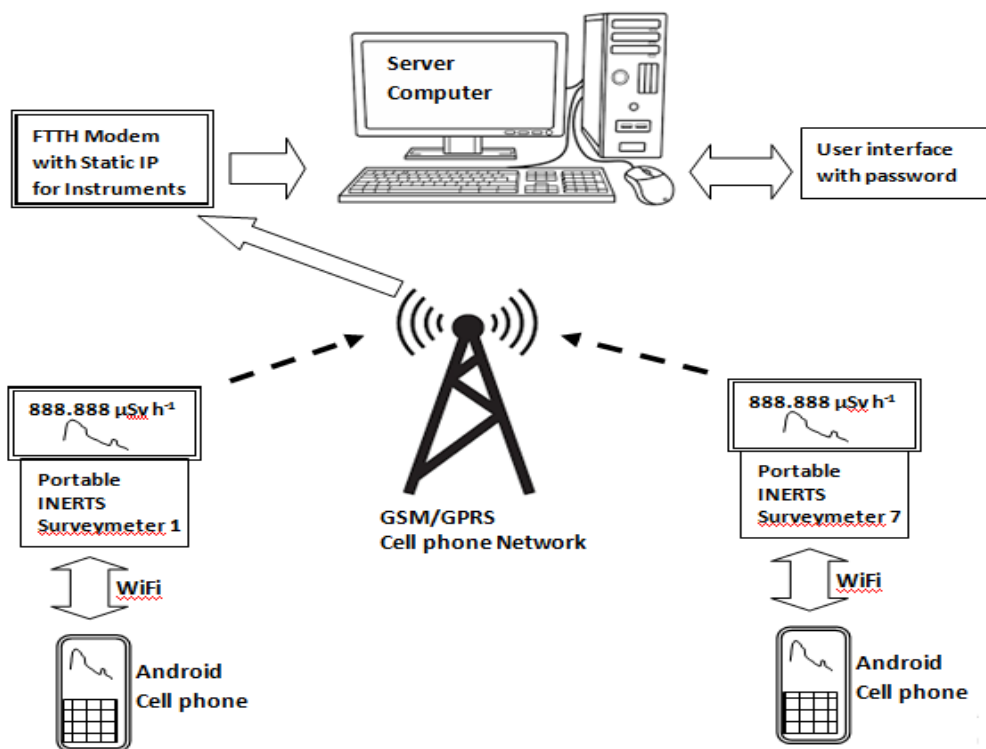 Server
Computer
FTTH Modem
with Static IP
for Instruments
User interface
with password
888.888 µSv h⁻¹
Portable
INERTS
Surveymeter 1
WiFi
Android
Cell phone
GSM/GPRS
Cell phone Network
888.888 µSv h⁻¹
Portable
INERTS
Surveymeter 7
WiFi
Android
Cell phone